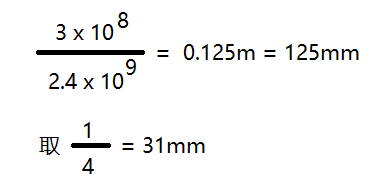 3 x 10^8 / 2.4 x 10^9 = 0.125m = 125mm
取 1/4 = 31mm